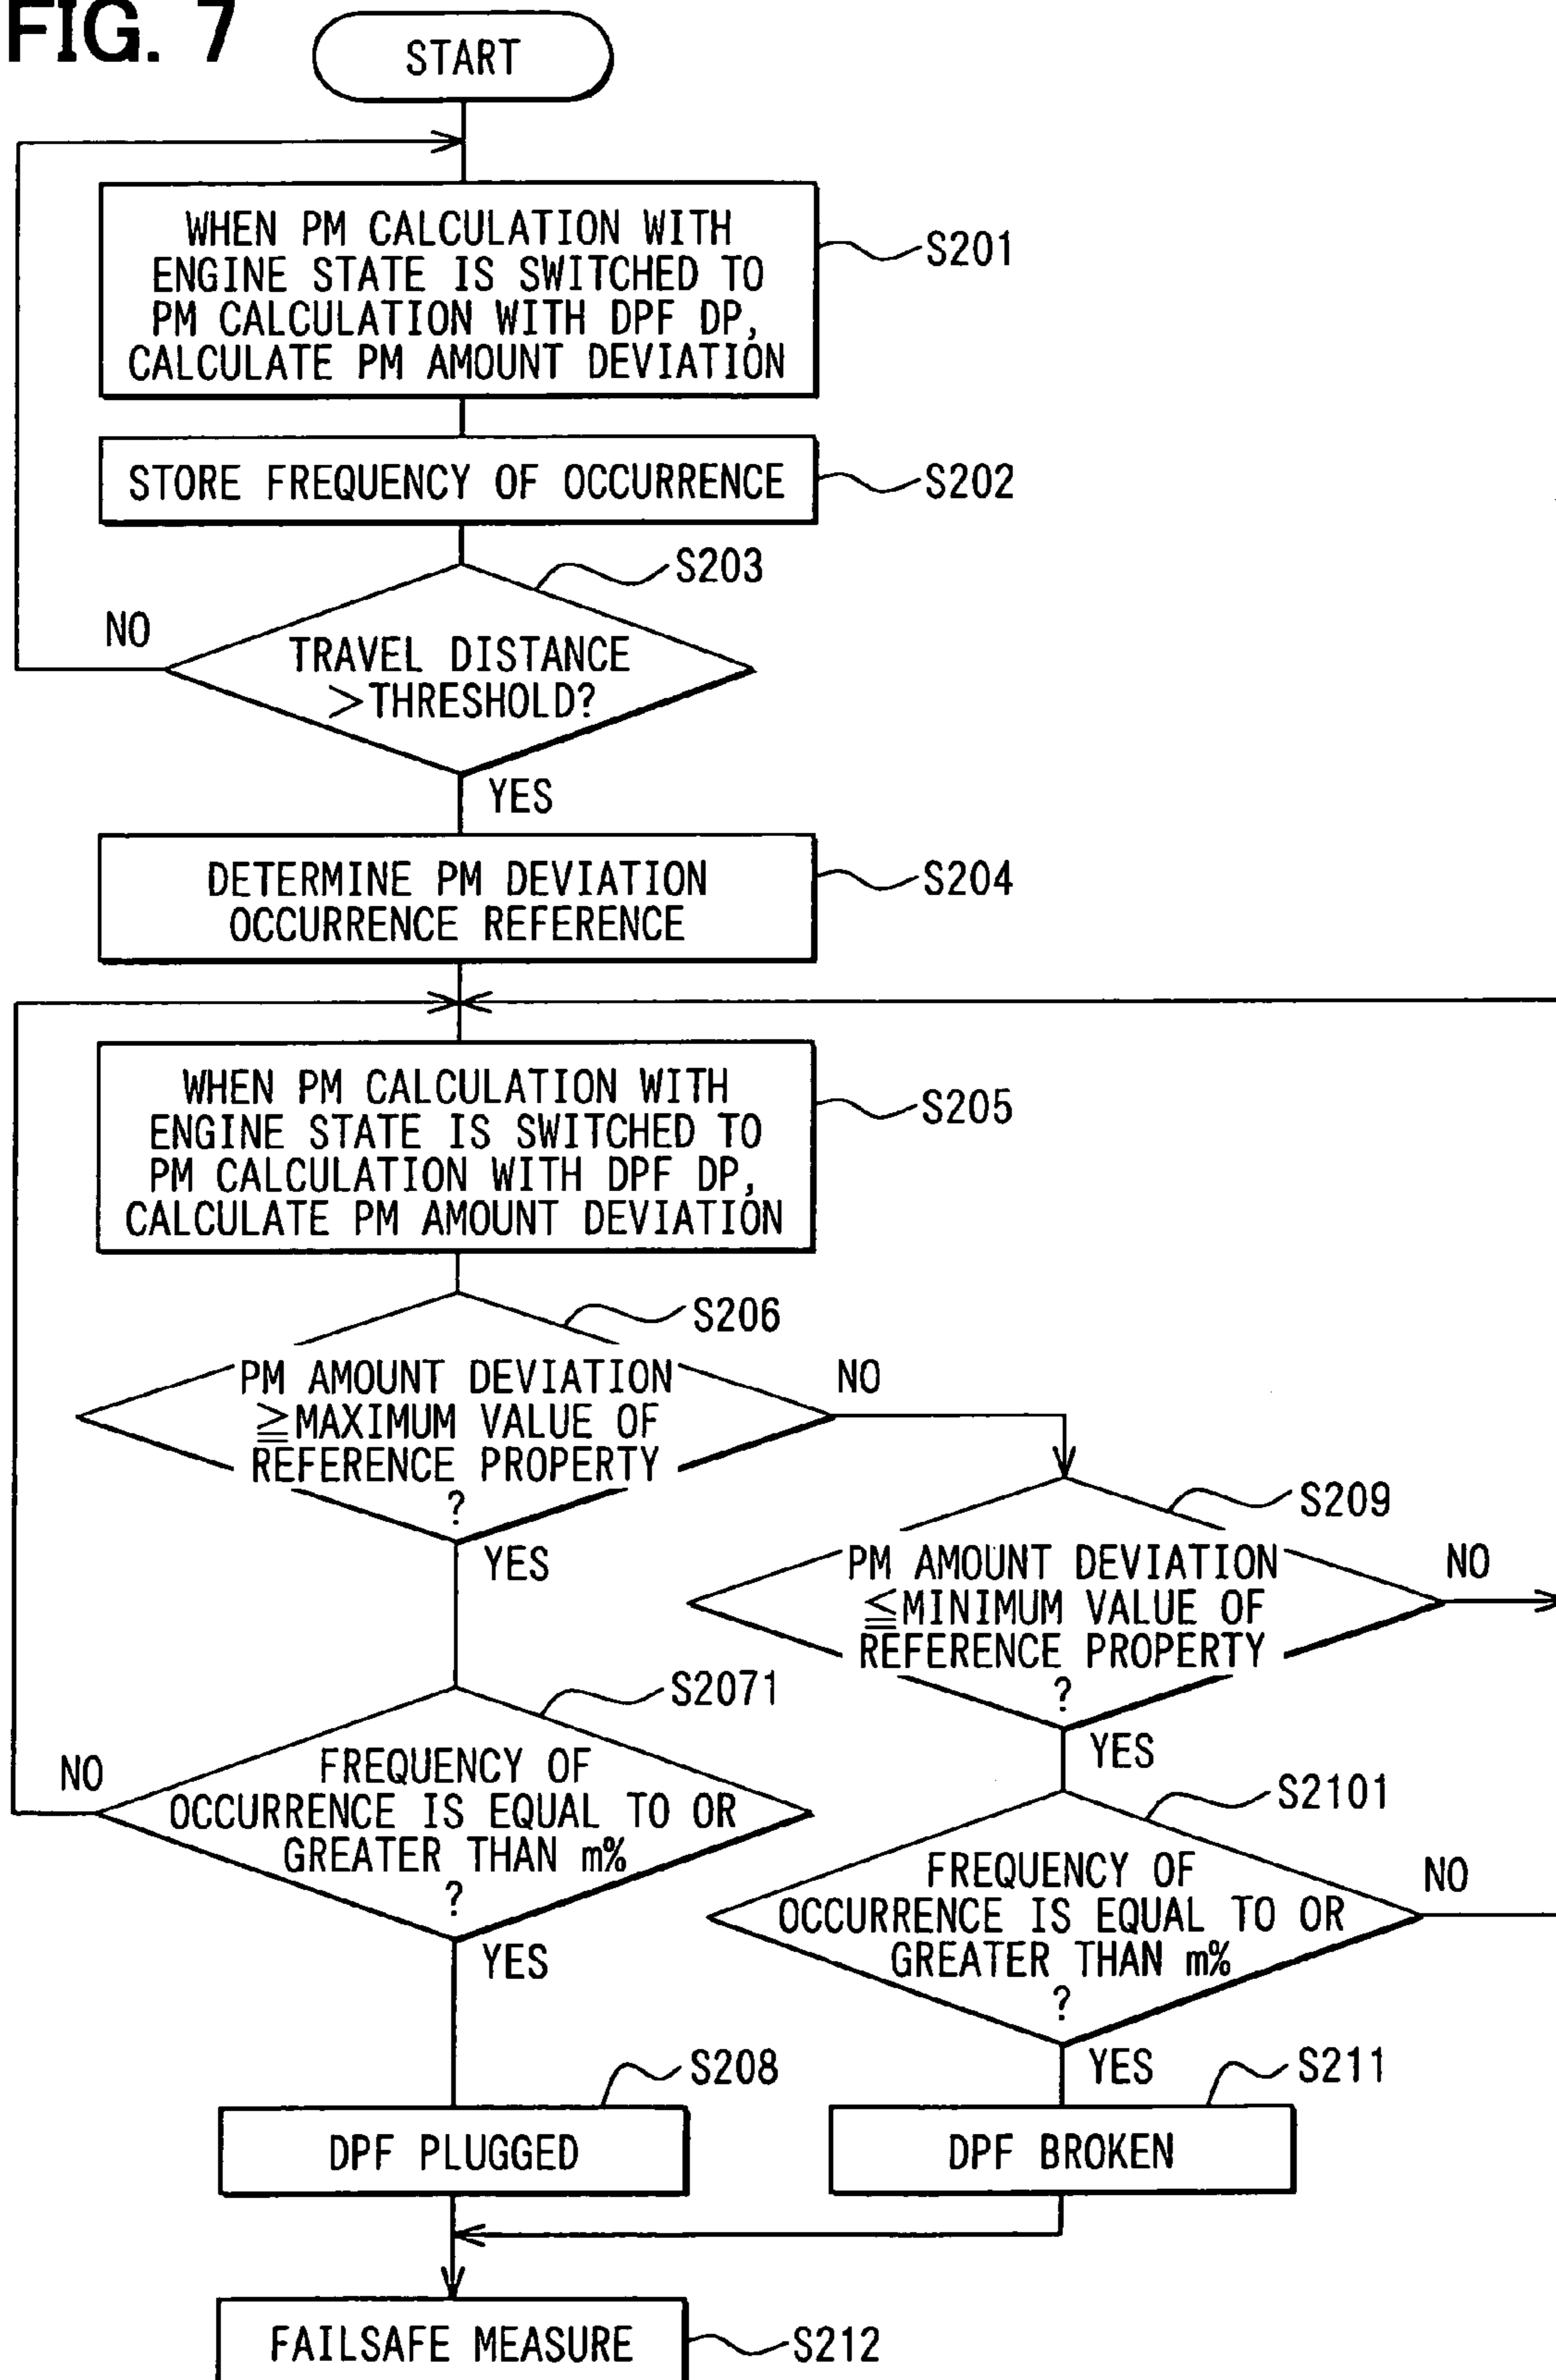 FIG. 7
START
WHEN PM CALCULATION WITH
ENGINE STATE IS SWITCHED TO
PM CALCULATION WITH DPF DP,
CALCULATE PM AMOUNT DEVIATION
S201
STORE FREQUENCY OF OCCURRENCE
S202
S203
NO
TRAVEL DISTANCE
>THRESHOLD?
YES
DETERMINE PM DEVIATION
OCCURRENCE REFERENCE
S204
WHEN PM CALCULATION WITH
ENGINE STATE IS SWITCHED TO
PM CALCULATION WITH DPF DP,
CALCULATE PM AMOUNT DEVIATION
S205
S206
PM AMOUNT DEVIATION
≧MAXIMUM VALUE OF
REFERENCE PROPERTY
?
NO
YES
S209
PM AMOUNT DEVIATION
≦MINIMUM VALUE OF
REFERENCE PROPERTY
?
NO
YES
S2071
NO
FREQUENCY OF
OCCURRENCE IS EQUAL TO OR
GREATER THAN m%
?
YES
S2101
FREQUENCY OF
OCCURRENCE IS EQUAL TO OR
GREATER THAN m%
?
NO
YES
S208
DPF PLUGGED
S211
DPF BROKEN
FAILSAFE MEASURE
S212